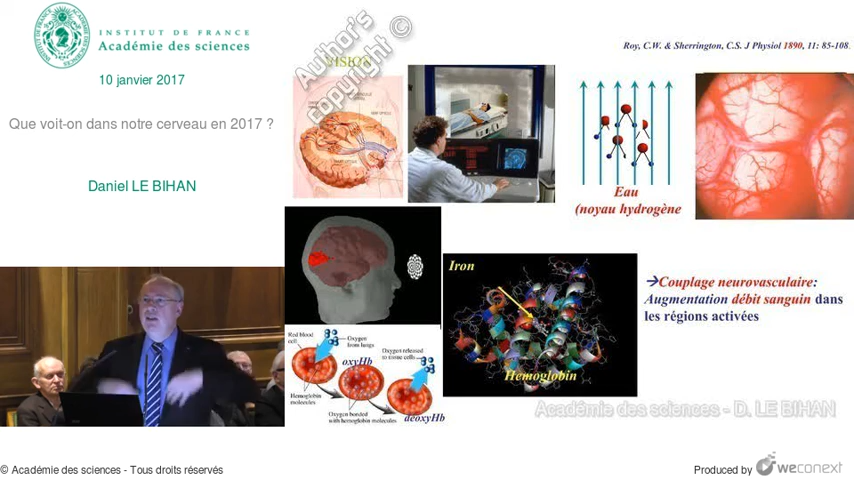 INSTITUT DE FRANCE
Académie des sciences
10 janvier 2017
Que voit-on dans notre cerveau en 2017 ?
Daniel LE BIHAN
Author's
copyright ©
VISION
Roy, C.W. & Sherrington, C.S. J Physiol 1890, 11: 85-108.
Eau
(noyau hydrogène
Iron
Hemoglobin
→Couplage neurovasculaire:
Augmentation débit sanguin dans
les régions activées
Red blood
cell
Oxygen
from lungs
oxyHb
Oxygen released
to tissue cells
Hemoglobin
molecules
Oxygen bonded
with hemoglobin molecules
deoxyHb
Académie des sciences - D. LE BIHAN
© Académie des sciences - Tous droits réservés
Produced by weconext